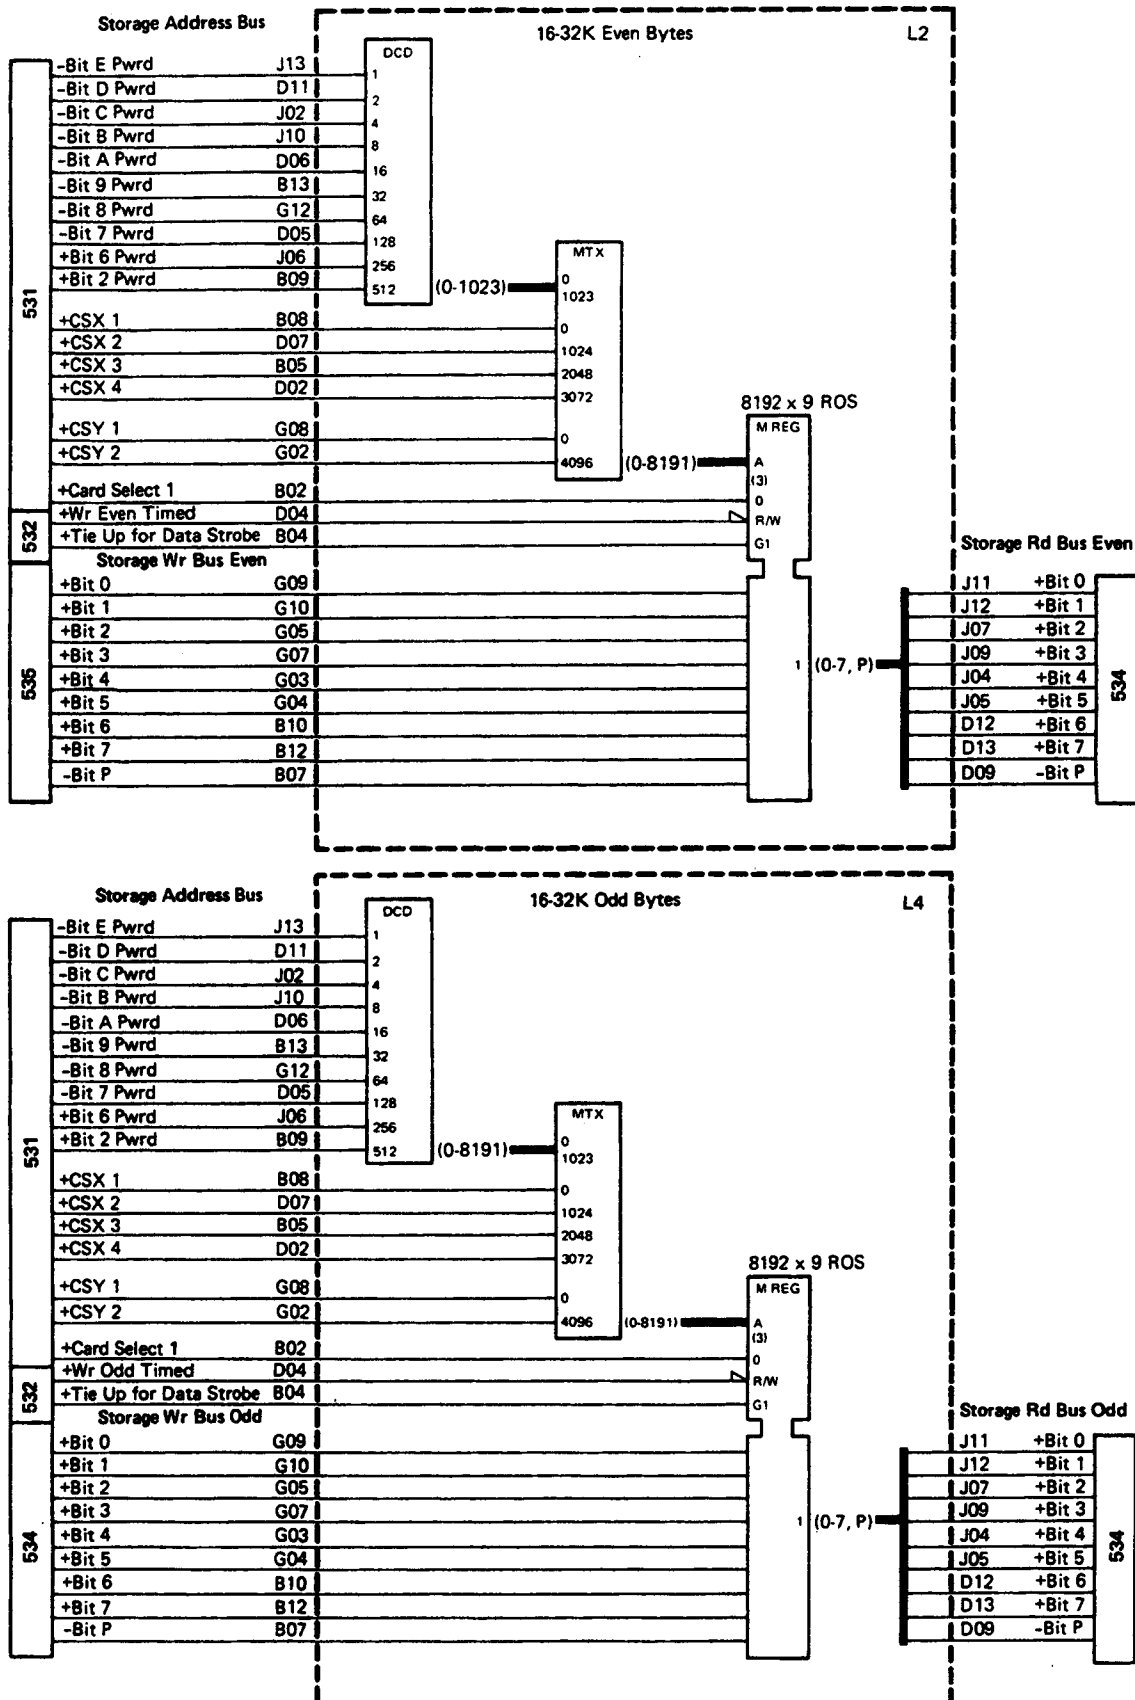 Storage Address Bus
16-32K Even Bytes
L2
DCD
531
-Bit E Pwrd J13 1
-Bit D Pwrd D11 2
-Bit C Pwrd J02 4
-Bit B Pwrd J10 8
-Bit A Pwrd D06 16
-Bit 9 Pwrd B13 32
-Bit 8 Pwrd G12 64
-Bit 7 Pwrd D05 128
+Bit 6 Pwrd J06 256
+Bit 2 Pwrd B09 512
(0-1023)
MTX
0
1023
+CSX 1 B08 0
+CSX 2 D07 1024
+CSX 3 B05 2048
+CSX 4 D02 3072
+CSY 1 G08 0
+CSY 2 G02 4096
(0-8191)
8192 x 9 ROS
M REG
A
(3)
+Card Select 1 B02 0
532
+Wr Even Timed D04 R/W
+Tie Up for Data Strobe B04 G1
Storage Wr Bus Even
535
+Bit 0 G09
+Bit 1 G10
+Bit 2 G05
+Bit 3 G07
+Bit 4 G03
+Bit 5 G04
+Bit 6 B10
+Bit 7 B12
-Bit P B07
1 (0-7, P)
Storage Rd Bus Even
J11 +Bit 0
J12 +Bit 1
J07 +Bit 2
J09 +Bit 3
J04 +Bit 4
J05 +Bit 5
D12 +Bit 6
D13 +Bit 7
D09 -Bit P
534
Storage Address Bus
16-32K Odd Bytes
L4
DCD
531
-Bit E Pwrd J13 1
-Bit D Pwrd D11 2
-Bit C Pwrd J02 4
-Bit B Pwrd J10 8
-Bit A Pwrd D06 16
-Bit 9 Pwrd B13 32
-Bit 8 Pwrd G12 64
-Bit 7 Pwrd D05 128
+Bit 6 Pwrd J06 256
+Bit 2 Pwrd B09 512
(0-8191)
MTX
0
1023
+CSX 1 B08 0
+CSX 2 D07 1024
+CSX 3 B05 2048
+CSX 4 D02 3072
+CSY 1 G08 0
+CSY 2 G02 4096
(0-8191)
8192 x 9 ROS
M REG
A
(3)
+Card Select 1 B02 0
532
+Wr Odd Timed D04 R/W
+Tie Up for Data Strobe B04 G1
Storage Wr Bus Odd
534
+Bit 0 G09
+Bit 1 G10
+Bit 2 G05
+Bit 3 G07
+Bit 4 G03
+Bit 5 G04
+Bit 6 B10
+Bit 7 B12
-Bit P B07
1 (0-7, P)
Storage Rd Bus Odd
J11 +Bit 0
J12 +Bit 1
J07 +Bit 2
J09 +Bit 3
J04 +Bit 4
J05 +Bit 5
D12 +Bit 6
D13 +Bit 7
D09 -Bit P
534